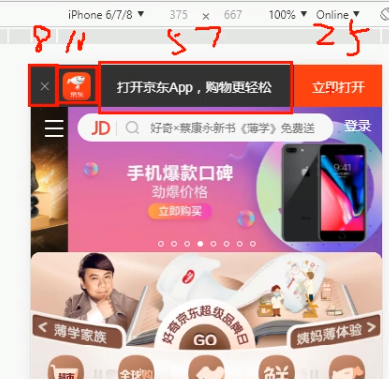 iPhone 6/7/8 ▼ 375 × 667 100% ▼ Online ▼
8 11 57 25
× 京东 打开京东App，购物更轻松 立即打开
JD 好奇×蔡康永新书《薄学》免费送 登录
手机爆款口碑
劲爆价格
立即购买
好奇京东超级品牌日
< 薄学家族 GO 姨妈薄体验 >
全球购 鲜